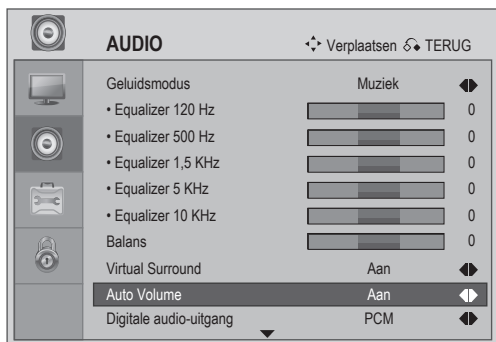 AUDIO Verplaatsen TERUG
Geluidsmodus Muziek
• Equalizer 120 Hz 0
• Equalizer 500 Hz 0
• Equalizer 1,5 KHz 0
• Equalizer 5 KHz 0
• Equalizer 10 KHz 0
Balans 0
Virtual Surround Aan
Auto Volume Aan
Digitale audio-uitgang PCM